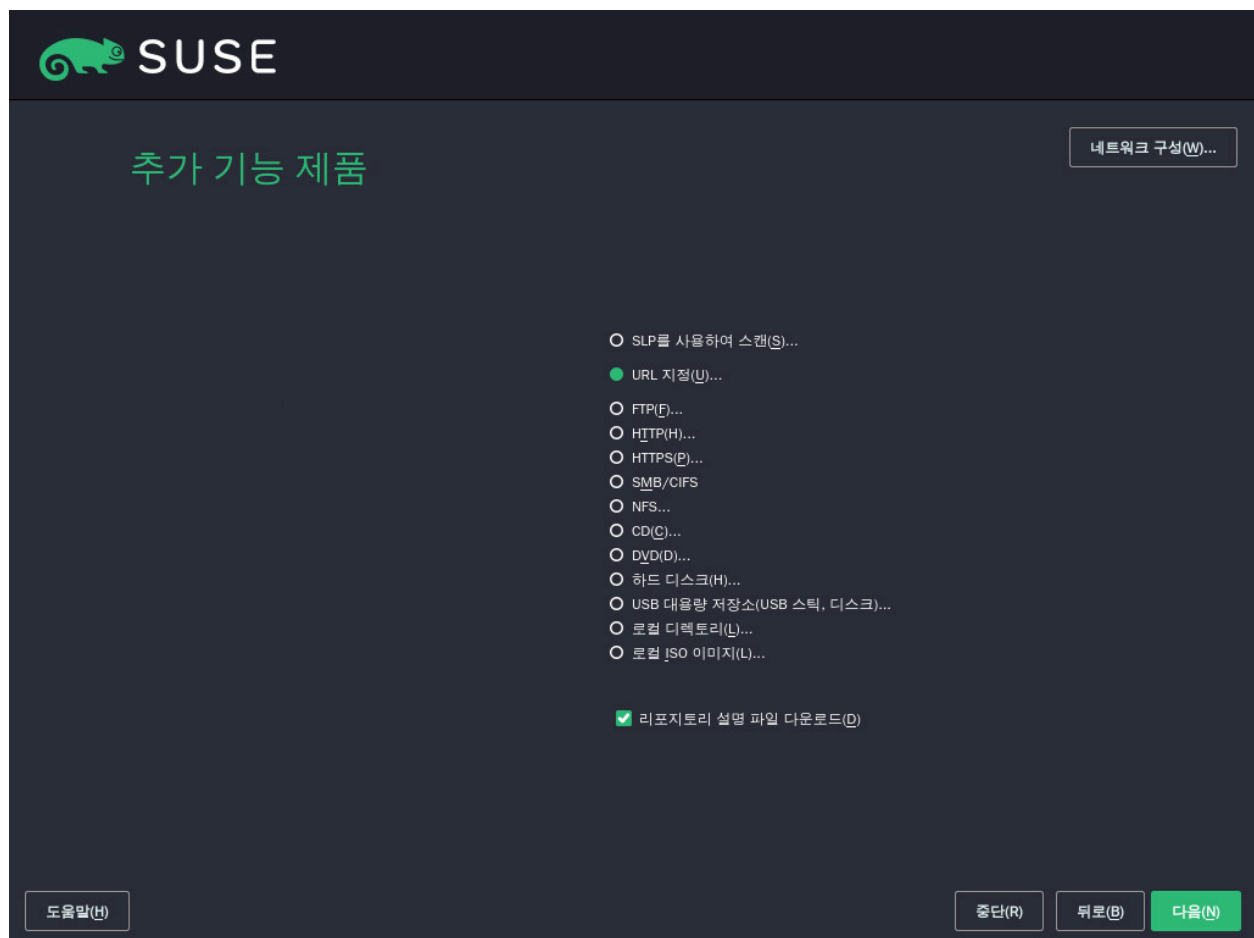 SUSE
추가 기능 제품
네트워크 구성(W)...
SLP를 사용하여 스캔(S)...
URL 지정(U)...
FTP(F)...
HTTP(H)...
HTTPS(P)...
SMB/CIFS
NFS...
CD(C)...
DVD(D)...
하드 디스크(H)...
USB 대용량 저장소(USB 스틱, 디스크)...
로컬 디렉토리(L)...
로컬 ISO 이미지(L)...
리포지토리 설명 파일 다운로드(D)
도움말(H)
중단(R)
뒤로(B)
다음(N)